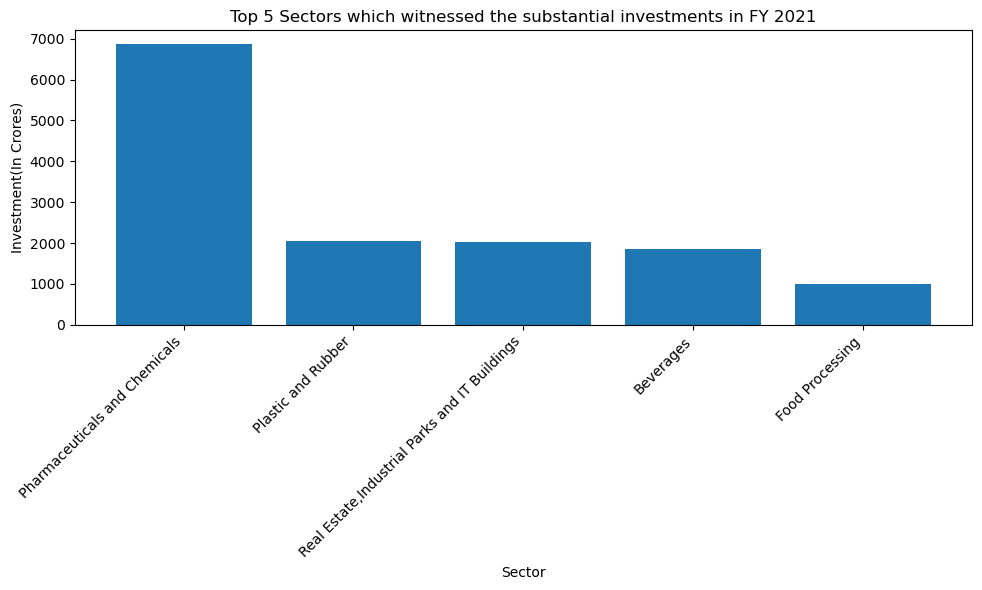 Top 5 Sectors which witnessed the substantial investments in FY 2021
Investment(In Crores)
7000
6000
5000
4000
3000
2000
1000
0
Pharmaceuticals and Chemicals
Plastic and Rubber
Real Estate,Industrial Parks and IT Buildings
Beverages
Food Processing
Sector